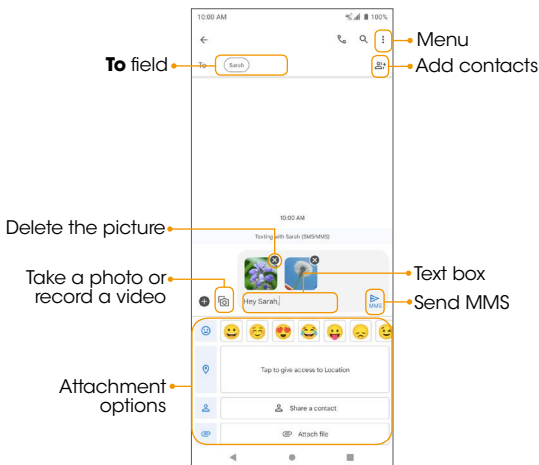 10:00 AM
100%
Menu
To field
To
Sarah
Add contacts
10:00 AM
Texting with Sarah (SMS/MMS)
Delete the picture
Take a photo or
record a video
Hey Sarah,
Text box
MMS
Send MMS
Attachment
options
Tap to give access to Location
Share a contact
Attach file